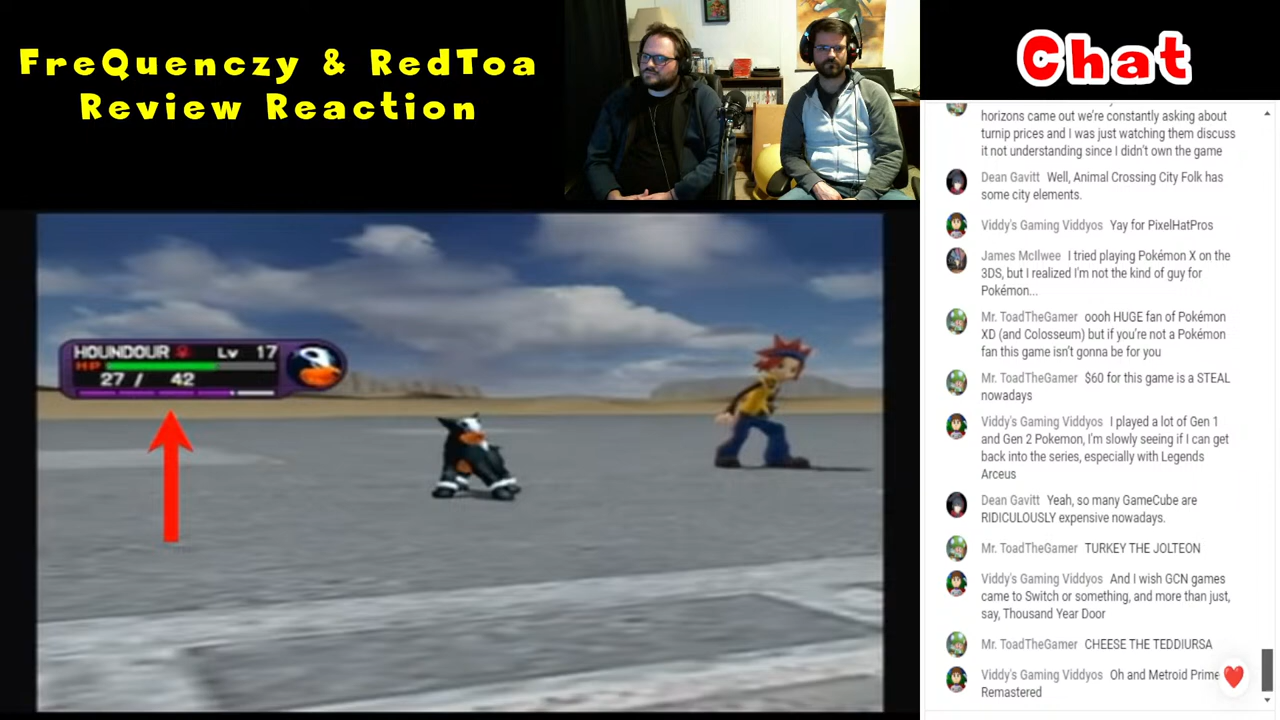 FreQuenczy & RedToa
Review Reaction
Chat
horizons came out we're constantly asking about
turnip prices and I was just watching them discuss
it not understanding since I didn't own the game
Dean Gavitt Well, Animal Crossing City Folk has
some city elements.
Viddy's Gaming Viddyos Yay for PixelHatPros
James McIlwee I tried playing Pokémon X on the
3DS, but I realized I'm not the kind of guy for
Pokémon...
Mr. ToadTheGamer oooh HUGE fan of Pokémon
XD (and Colosseum) but if you're not a Pokémon
fan this game isn't gonna be for you
Mr. ToadTheGamer $60 for this game is a STEAL
nowadays
Viddy's Gaming Viddyos I played a lot of Gen 1
and Gen 2 Pokemon, I'm slowly seeing if I can get
back into the series, especially with Legends
Arceus
Dean Gavitt Yeah, so many GameCube are
RIDICULOUSLY expensive nowadays.
Mr. ToadTheGamer TURKEY THE JOLTEON
Viddy's Gaming Viddyos And I wish GCN games
came to Switch or something, and more than just,
say, Thousand Year Door
Mr. ToadTheGamer CHEESE THE TEDDIURSA
Viddy's Gaming Viddyos Oh and Metroid Prime
Remastered
HOUNDOUR Lv 17
HP
27 / 42